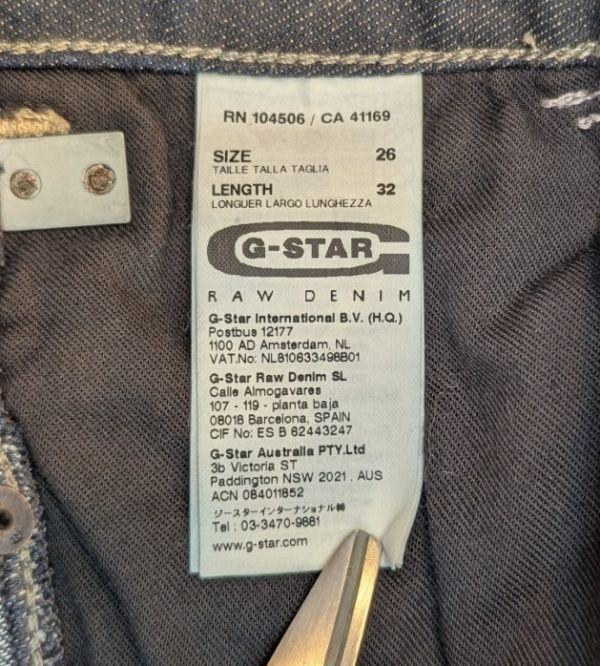 RN 104506 / CA 41169
SIZE 26
TAILLE TALLA TAGLIA
LENGTH 32
LONGUER LARGO LUNGHEZZA
G-STAR
RAW DENIM
G-Star International B.V. (H.Q.)
Postbus 12177
1100 AD Amsterdam, NL
VAT.No: NL810633498B01
G-Star Raw Denim SL
Calle Almogavares
107 - 119 - planta baja
08018 Barcelona, SPAIN
CIF No: ES B 62443247
G-Star Australia PTY.Ltd
3b Victoria ST
Paddington NSW 2021 , AUS
ACN 084011852
ジースターインターナショナル㈱
Tel : 03-3470-9881
www.g-star.com